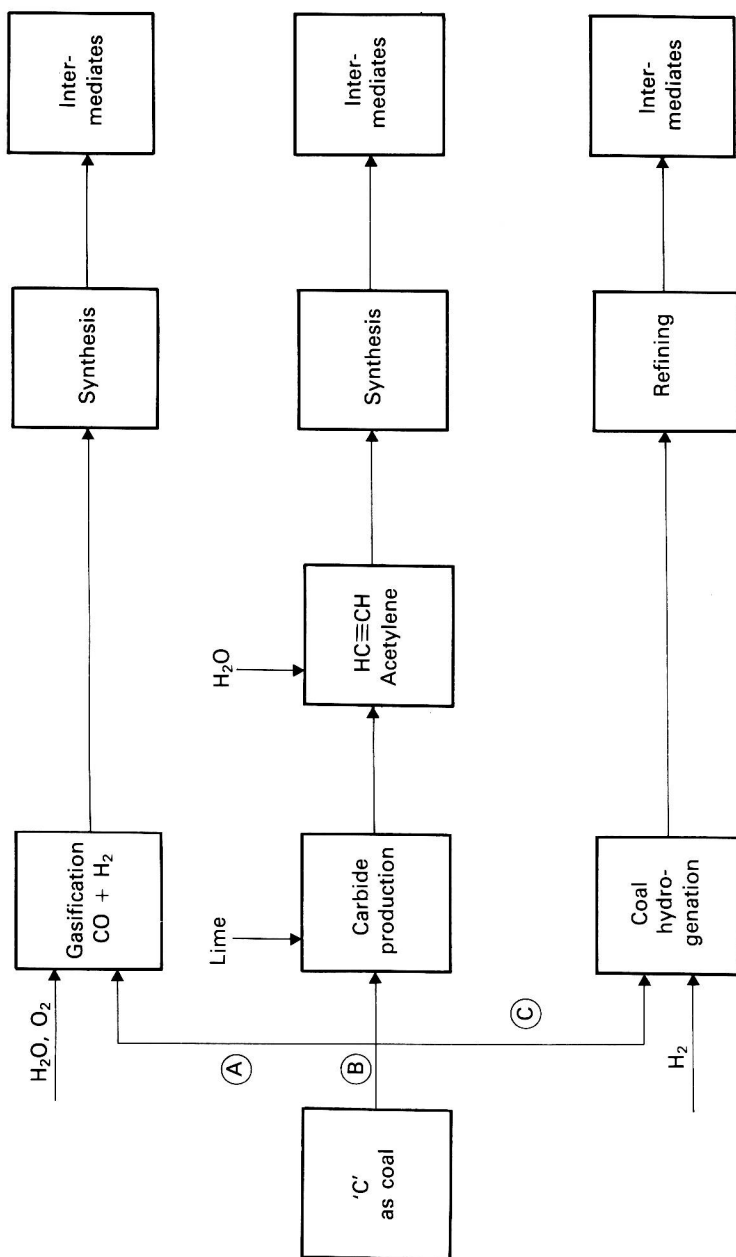 'C'
as coal
A
B
C
H₂O, O₂
Gasification
CO + H₂
Synthesis
Inter-
mediates
Lime
Carbide
production
H₂O
HC≡CH
Acetylene
Synthesis
Inter-
mediates
H₂
Coal
hydro-
genation
Refining
Inter-
mediates